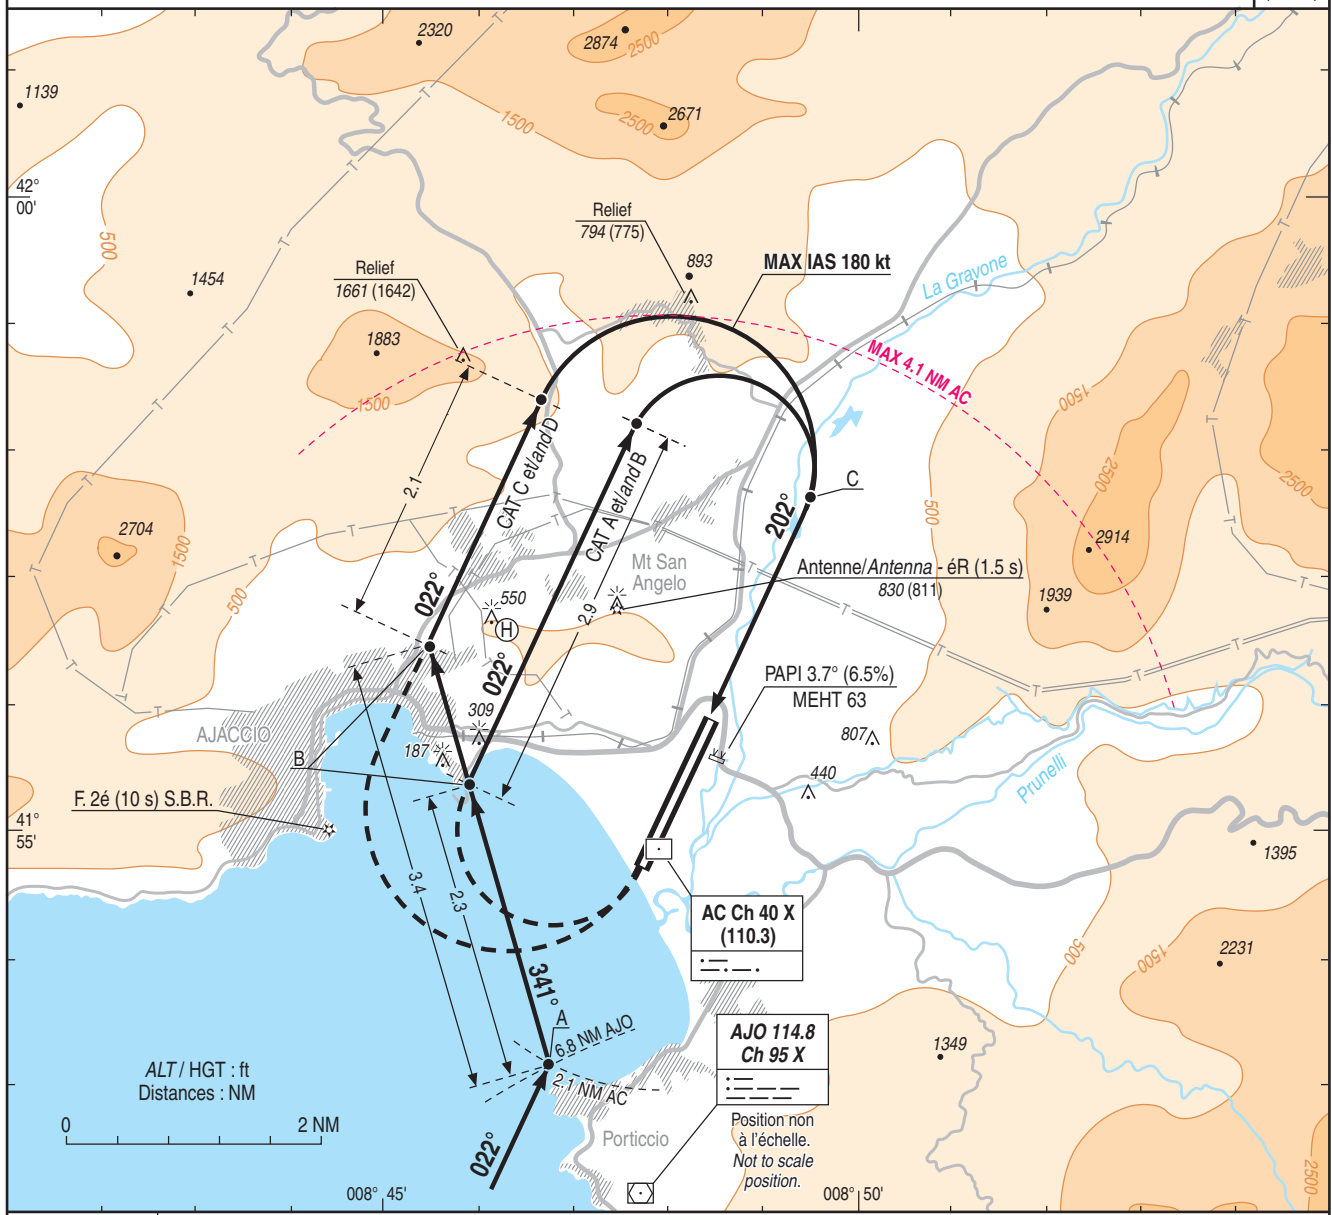 2320
2874
2500
1139
2671
2500
1500
42°
00'
500
Relief
794 (775)
893
MAX IAS 180 kt
La Gravone
1454
Relief
1661 (1642)
1883
1500
MAX 4.1 NM AC
1500
2500
2500
2.1
CAT C et/and D
CAT A et/and B
C
202°
500
2914
2704
1500
Mt San
Angelo
Antenne/Antenna - éR (1.5 s)
830 (811)
1939
500
022°
550
H
2.9
022°
PAPI 3.7° (6.5%)
MEHT 63
309
AJACCIO
187
807
B
440
Prunelli
F. 2é (10 s) S.B.R.
41°
55'
1395
3.4
2.3
AC Ch 40 X
(110.3)
500
1500
2231
341°
A
6.8 NM AJO
AJO 114.8
Ch 95 X
1349
ALT / HGT : ft
Distances : NM
2.1 NM AC
0
2 NM
022°
Porticcio
Position non
à l'échelle.
Not to scale
position.
2500
008° 45'
008° 50'